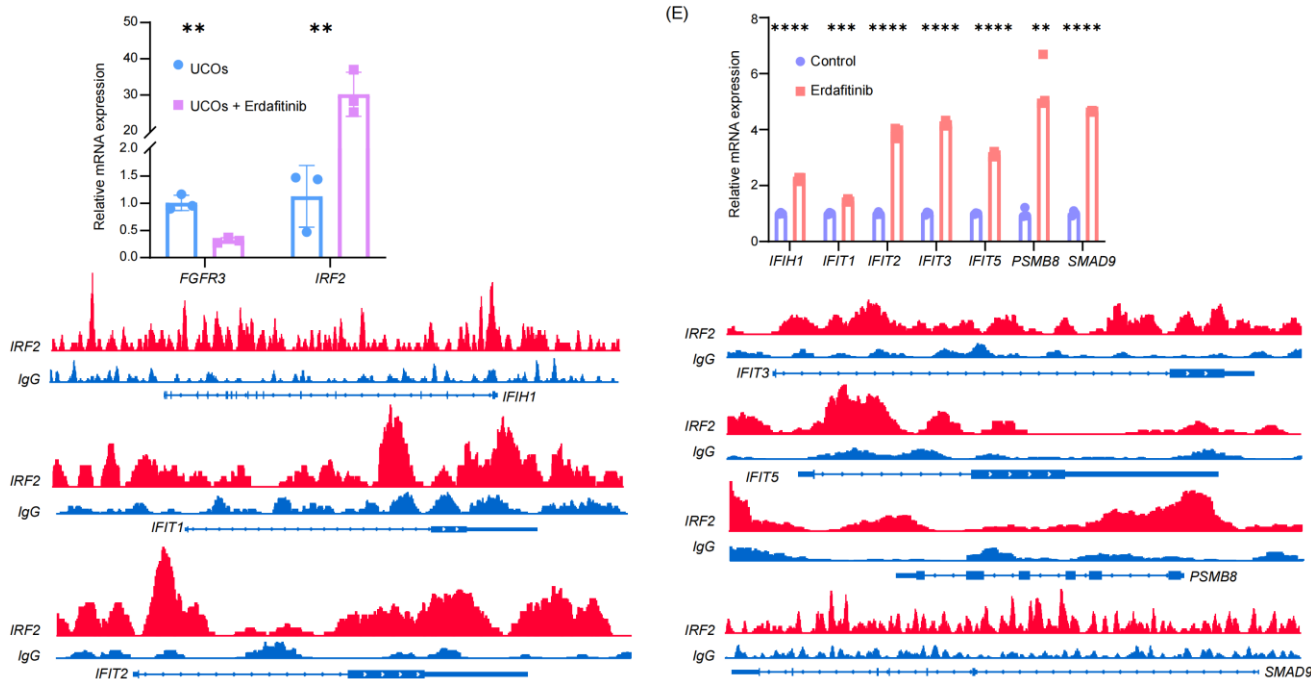 50
40
30
20
2.0
1.5
1.0
0.5
0.0
Relative mRNA expression
** **
UCOs
UCOs + Erdafitinib
FGFR3 IRF2
(E)
8
6
4
2
0
Relative mRNA expression
**** *** **** **** **** ** ****
Control
Erdafitinib
IFIH1 IFIT1 IFIT2 IFIT3 IFIT5 PSMB8 SMAD9
IRF2
IgG
IFIH1
IRF2
IgG
IFIT1
IRF2
IgG
IFIT2
IRF2
IgG
IFIT3
IRF2
IgG
IFIT5
IRF2
IgG
PSMB8
IRF2
IgG
SMAD9